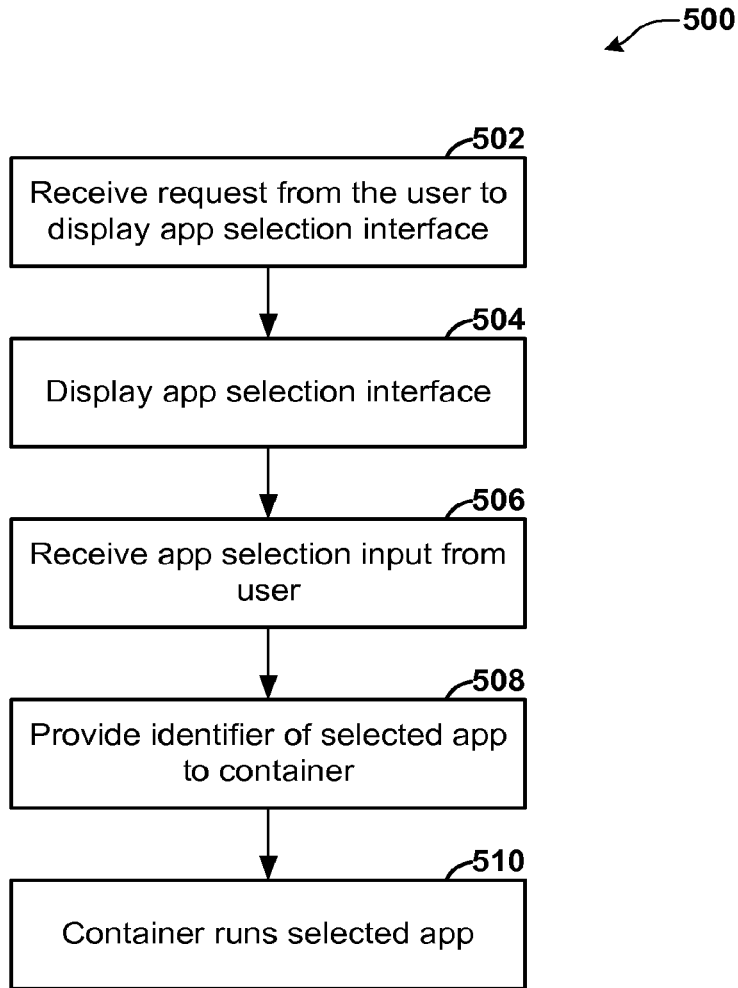 500
502
Receive request from the user to
display app selection interface
504
Display app selection interface
506
Receive app selection input from
user
508
Provide identifier of selected app
to container
510
Container runs selected app